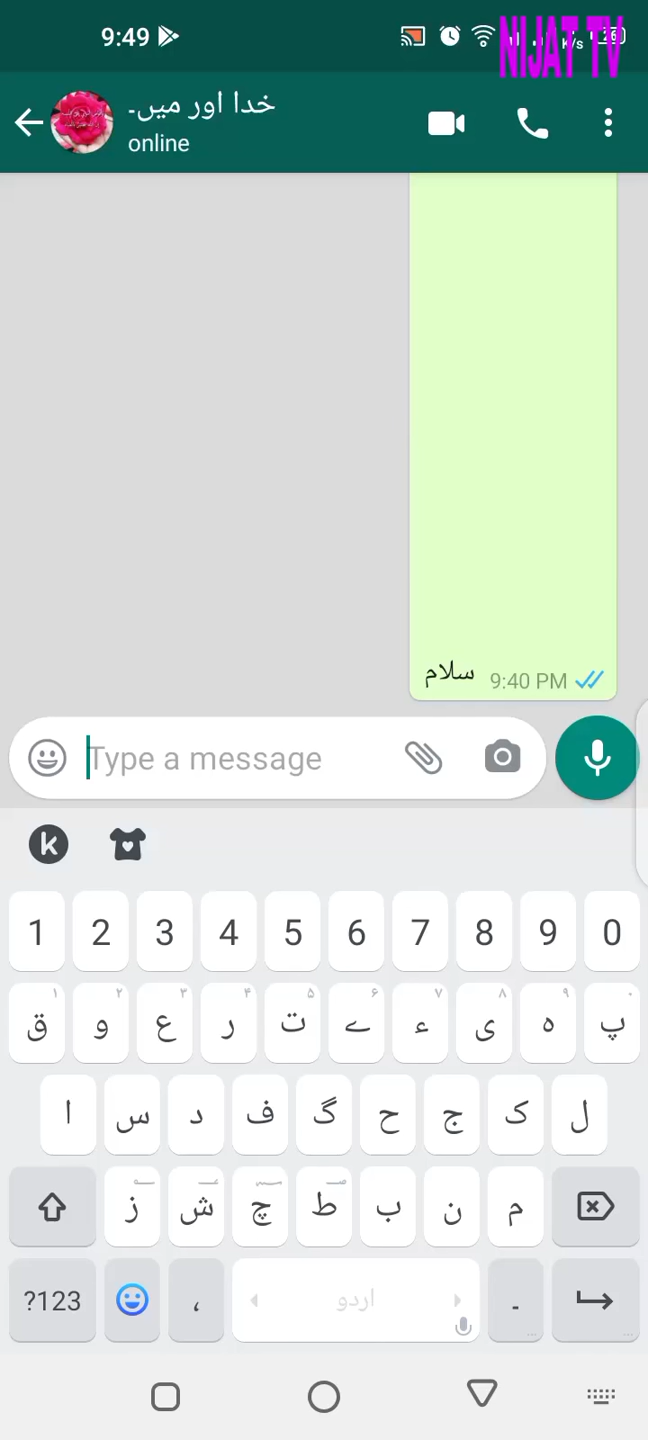 9:49
NIJAT TV
خدا اور میں۔
online
سلام
9:40 PM
Type a message
1 2 3 4 5 6 7 8 9 0
ق و ع ر ت ے ء ی ہ پ
ا س د ف گ ح ج ک ل
ز ش چ ط ب ن م
?123 ، اردو ۔